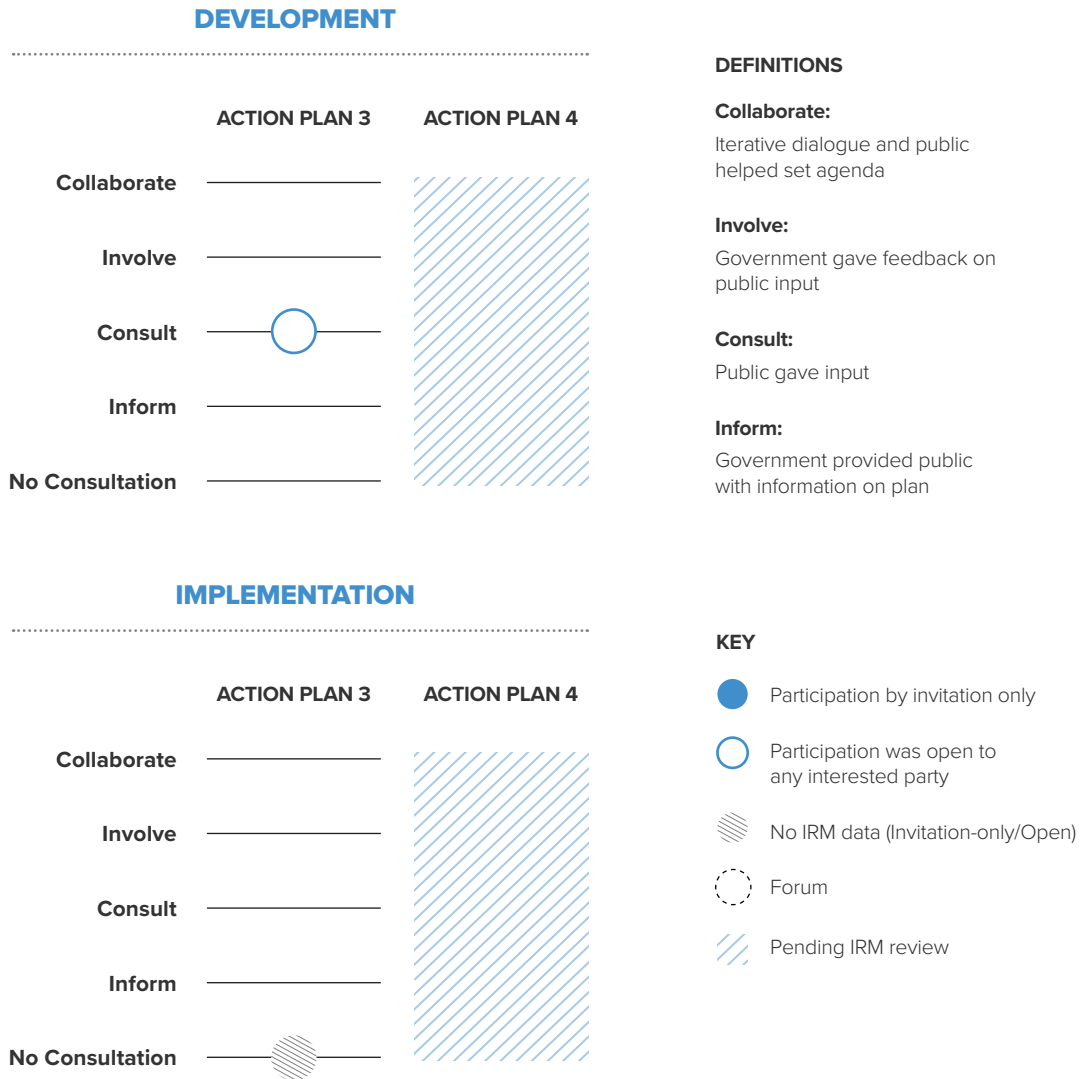 DEVELOPMENT
ACTION PLAN 3
ACTION PLAN 4
Collaborate
Involve
Consult
Inform
No Consultation
DEFINITIONS
Collaborate:
Iterative dialogue and public
helped set agenda
Involve:
Government gave feedback on
public input
Consult:
Public gave input
Inform:
Government provided public
with information on plan
IMPLEMENTATION
ACTION PLAN 3
ACTION PLAN 4
Collaborate
Involve
Consult
Inform
No Consultation
KEY
Participation by invitation only
Participation was open to
any interested party
No IRM data (Invitation-only/Open)
Forum
Pending IRM review